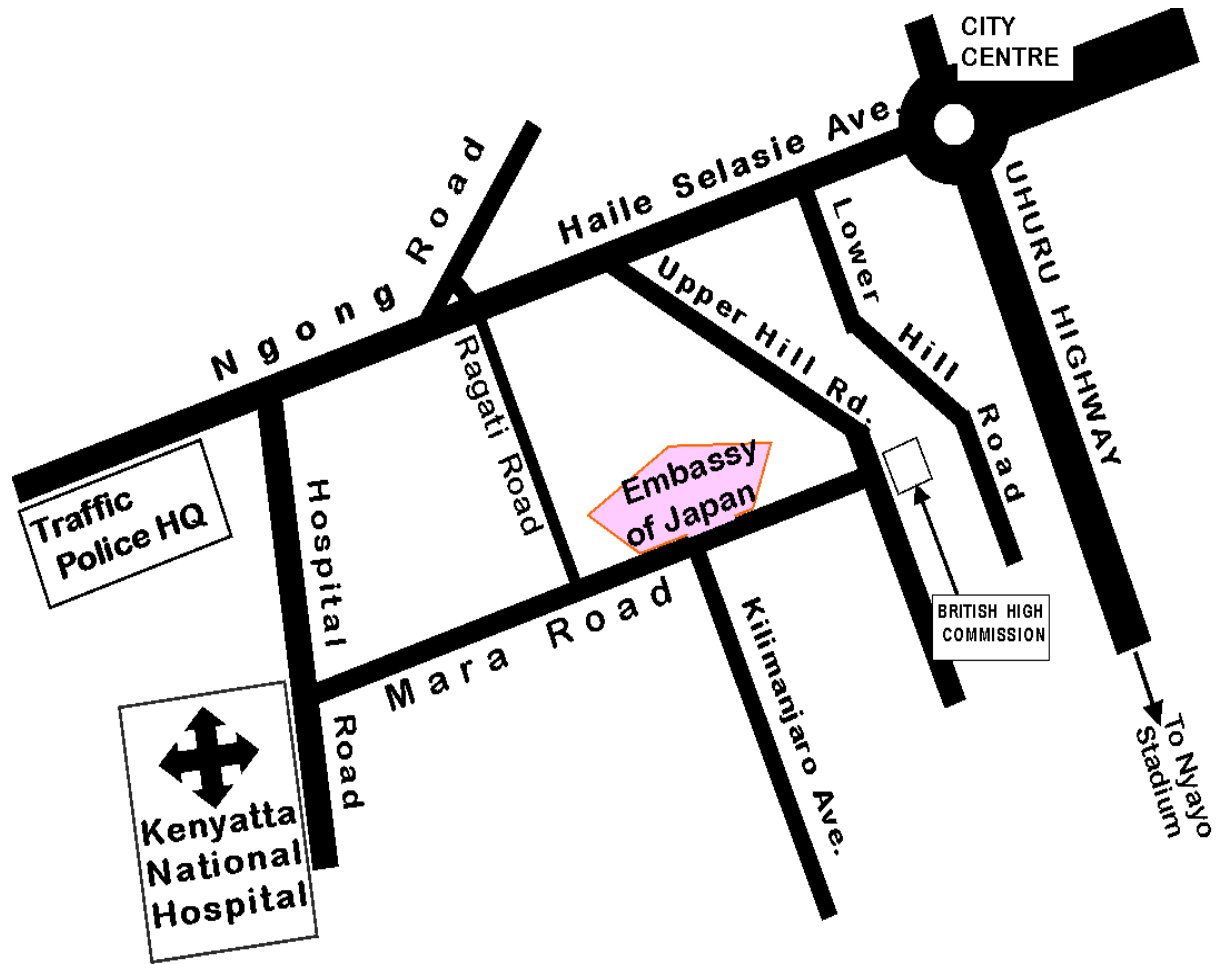 CITY
CENTRE
Haile Selasie Ave.
Ngong Road
UHURU HIGHWAY
Lower Hill Road
Upper Hill Rd.
Ragati Road
Embassy
of Japan
Traffic
Police HQ
Hospital Road
Mara Road
BRITISH HIGH
COMMISSION
Kilimanjaro Ave.
Kenyatta
National
Hospital
To Nyayo
Stadium